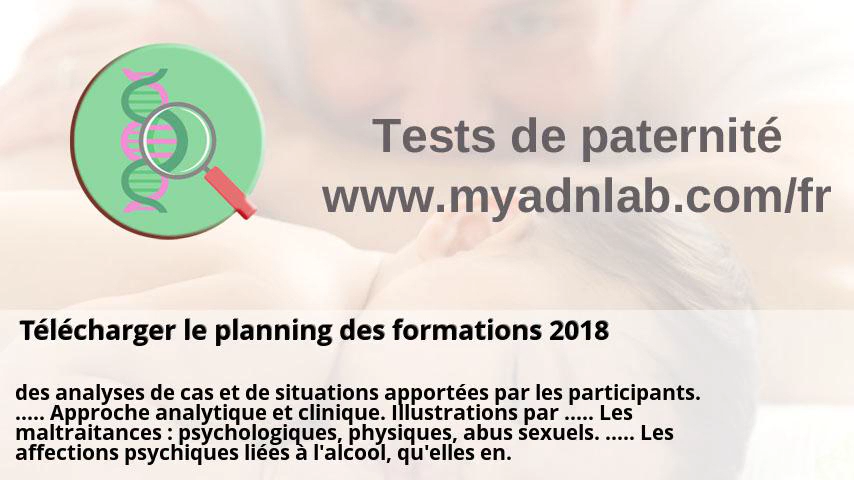 Tests de paternité
www.myadnlab.com/fr
Télécharger le planning des formations 2018
des analyses de cas et de situations apportées par les participants.
..... Approche analytique et clinique. Illustrations par ..... Les
maltraitances : psychologiques, physiques, abus sexuels. ..... Les
affections psychiques liées à l'alcool, qu'elles en.